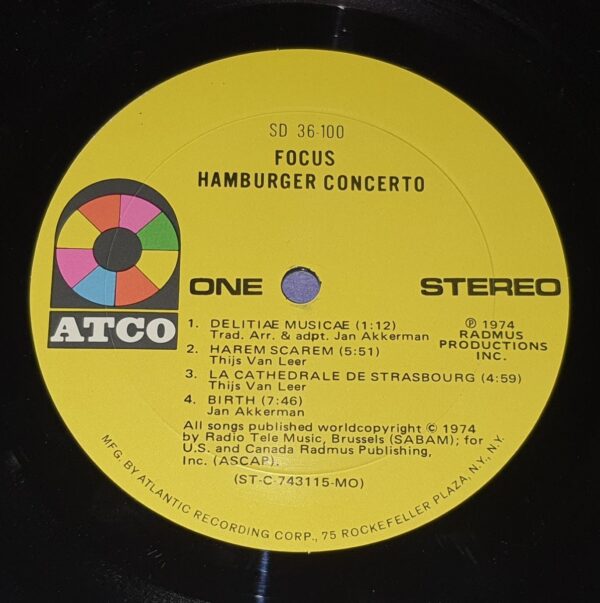 SD 36-100
FOCUS
HAMBURGER CONCERTO
ATCO
ONE
STEREO
1. DELITIÆ MUSICÆ (1:12)
Trad. Arr. & adpt. Jan Akkerman
2. HAREM SCAREM (5:51)
Thijs Van Leer
3. LA CATHEDRALE DE STRASBOURG (4:59)
Thijs Van Leer
4. BIRTH (7:46)
Jan Akkerman
℗ 1974
RADMUS
PRODUCTIONS
INC.
All songs published worldcopyright © 1974
by Radio Tele Music, Brussels (SABAM); for
U.S. and Canada Radmus Publishing,
Inc. (ASCAP).
(ST-C-743115-MO)
MFG. BY ATLANTIC RECORDING CORP., 75 ROCKEFELLER PLAZA, N.Y., N.Y.